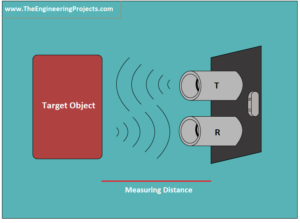 www.TheEngineeringProjects.com
T
Target Object
R
Measuring Distance